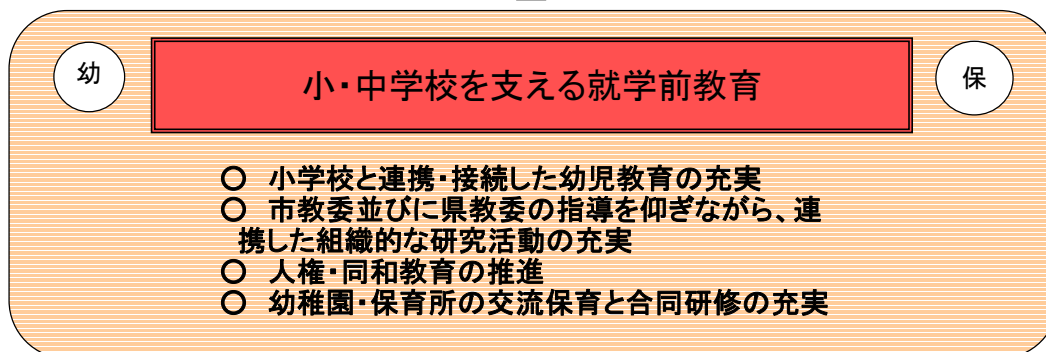 幼
小・中学校を支える就学前教育
保
○ 小学校と連携・接続した幼児教育の充実
○ 市教委並びに県教委の指導を仰ぎながら、連
携した組織的な研究活動の充実
○ 人権・同和教育の推進
○ 幼稚園・保育所の交流保育と合同研修の充実